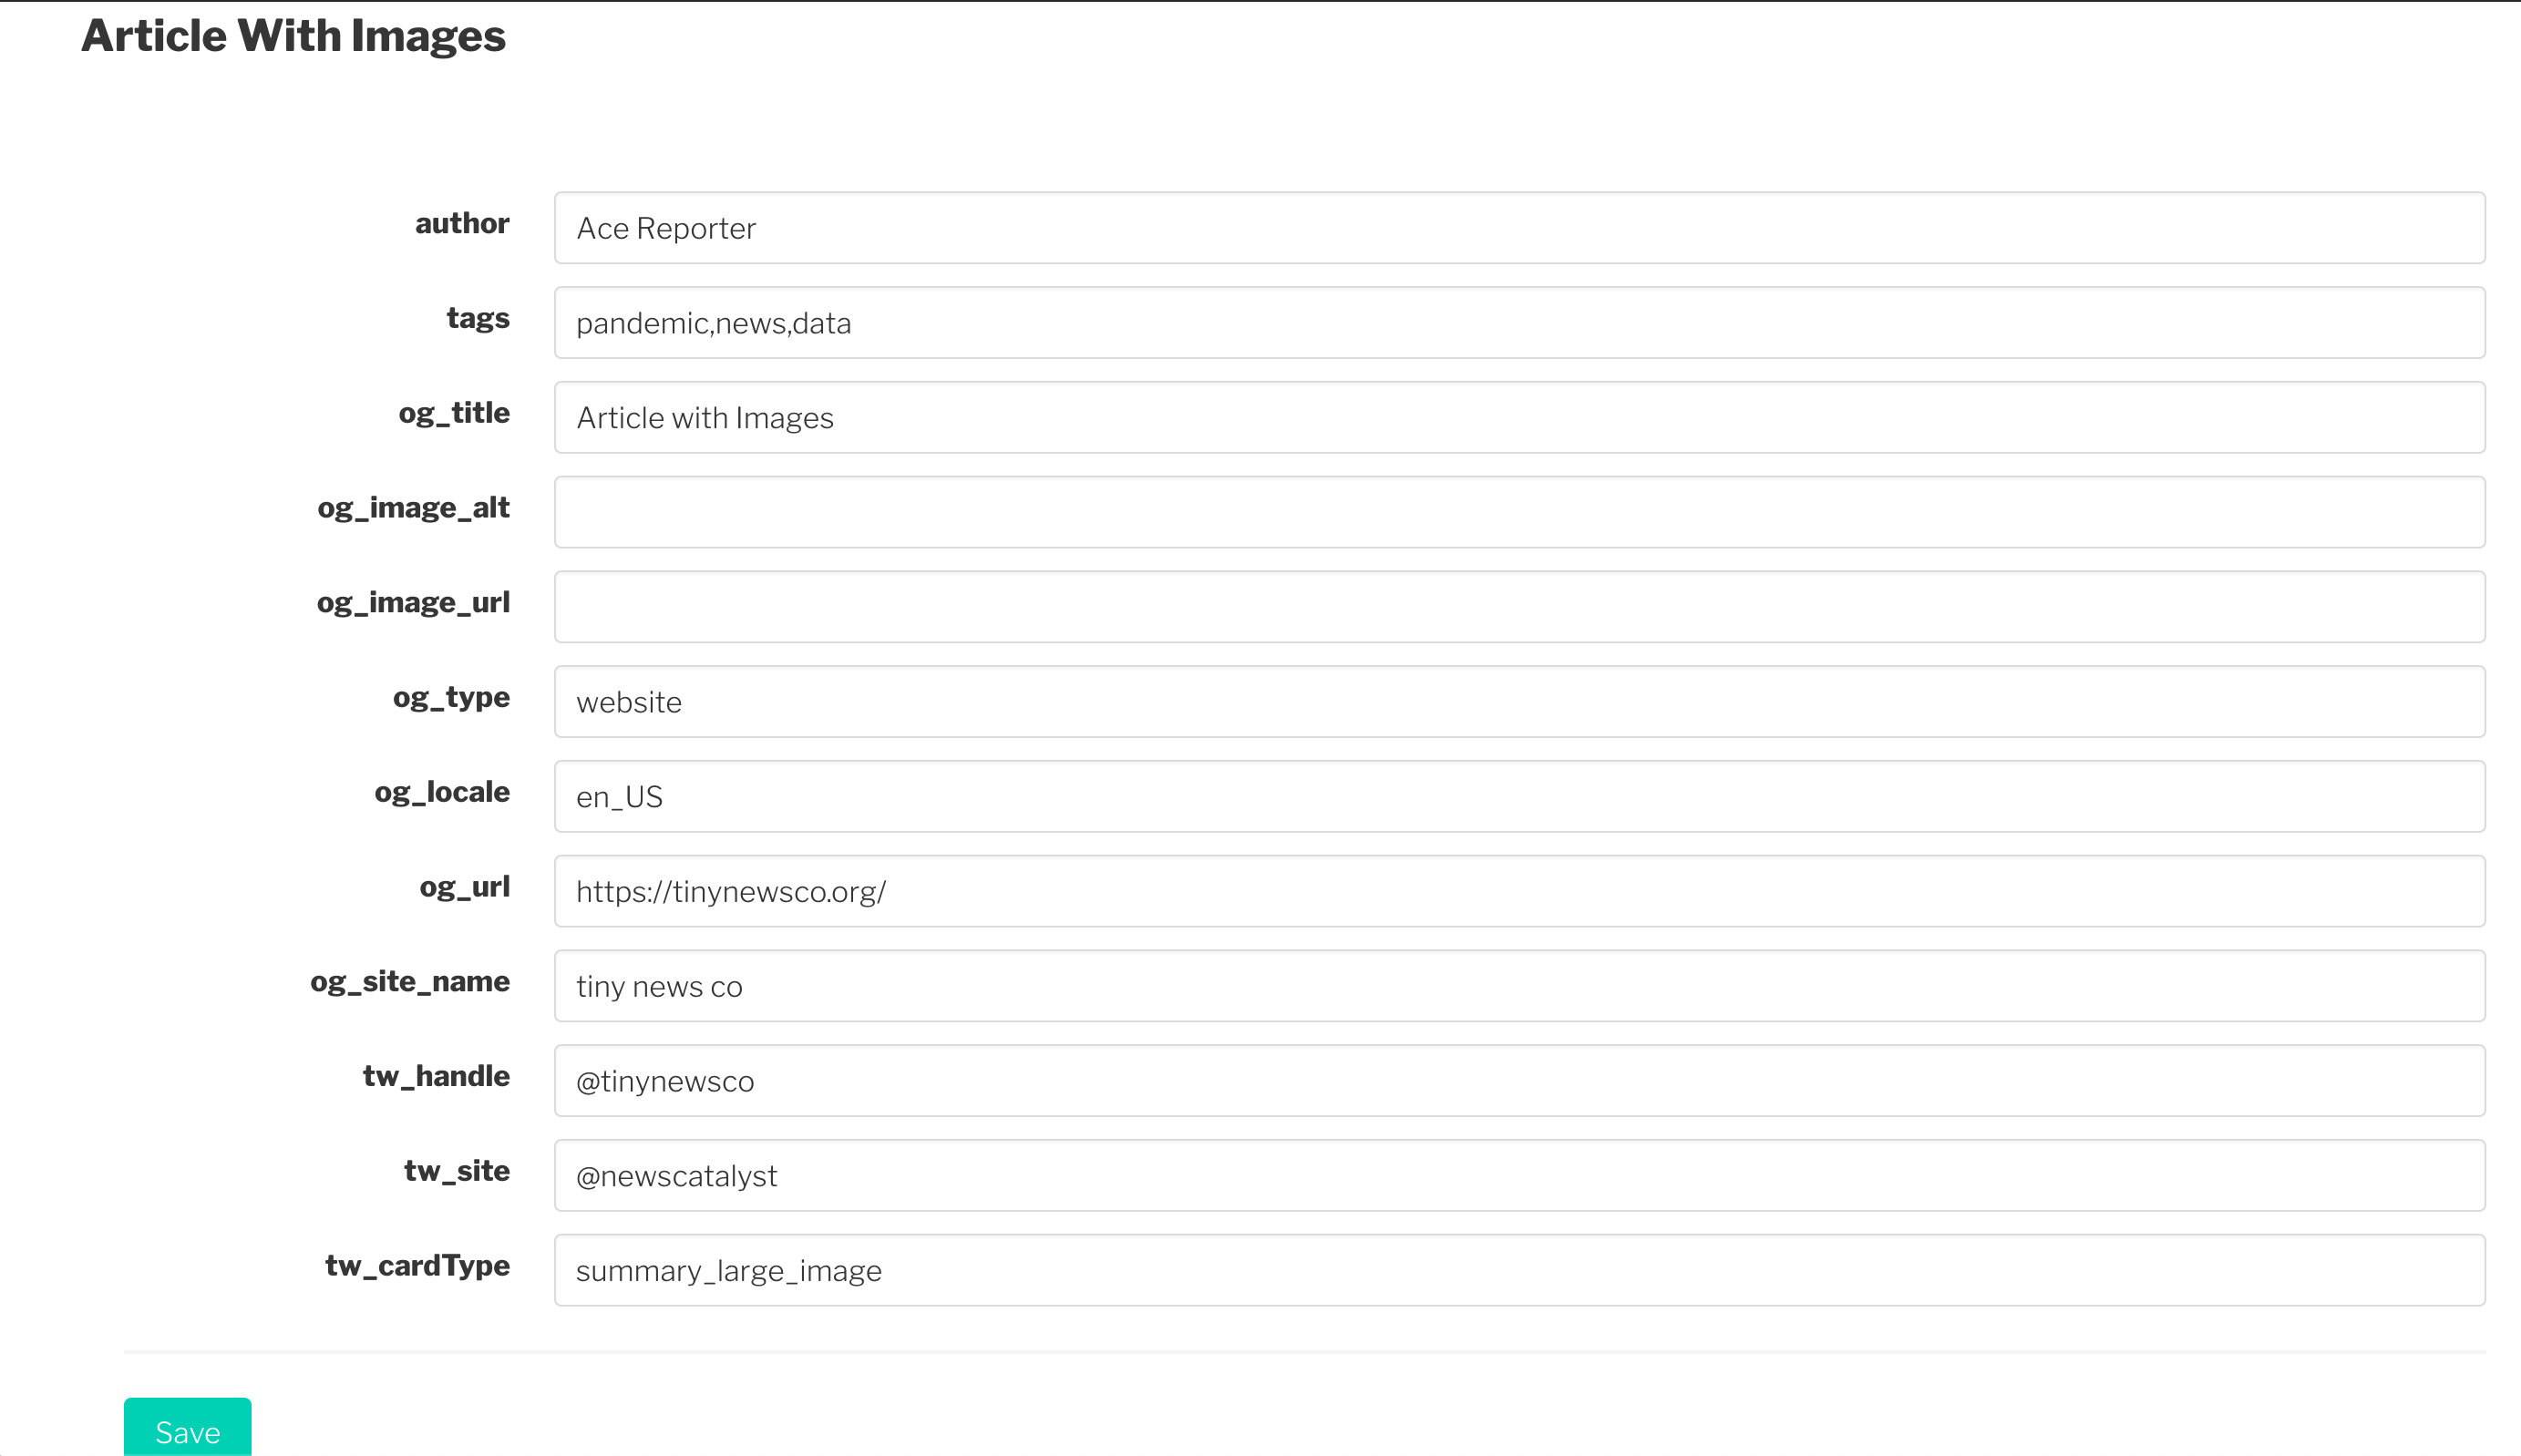 Article With Images
author Ace Reporter
tags pandemic,news,data
og_title Article with Images
og_image_alt
og_image_url
og_type website
og_locale en_US
og_url https://tinynewsco.org/
og_site_name tiny news co
tw_handle @tinynewsco
tw_site @newscatalyst
tw_cardType summary_large_image
Save